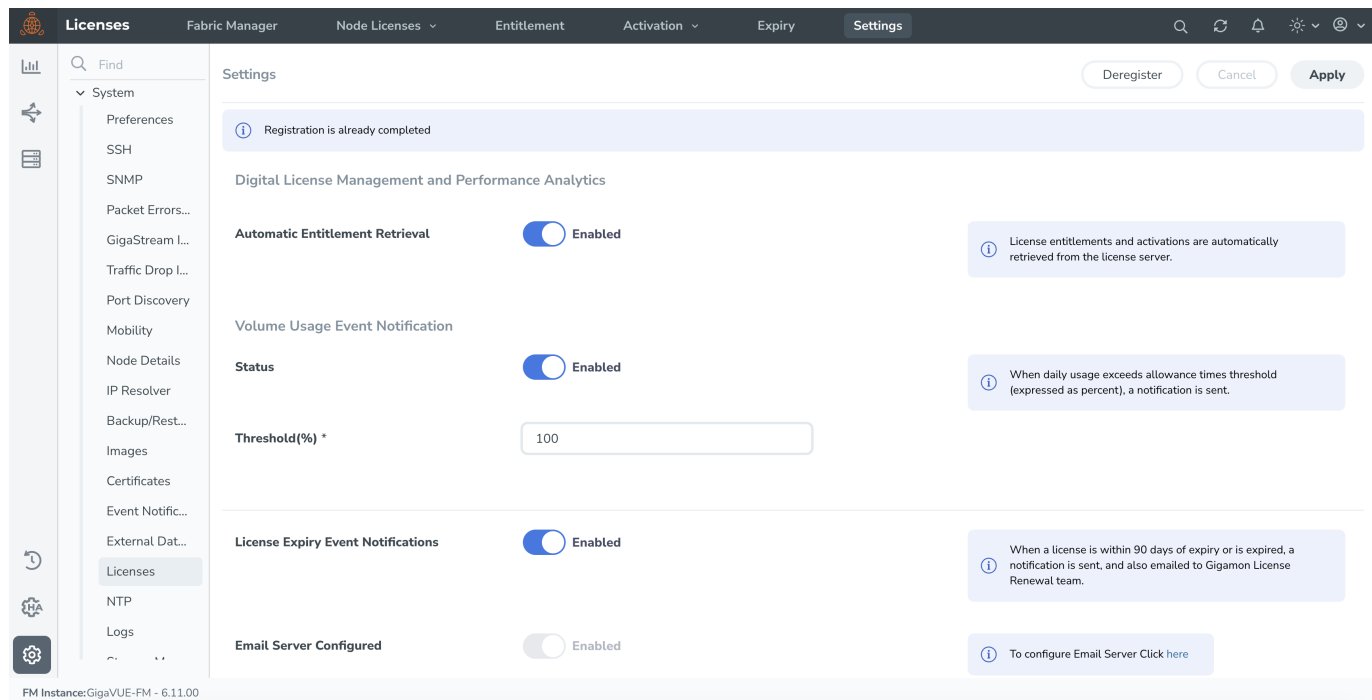 Licenses
Fabric Manager
Node Licenses
Entitlement
Activation
Expiry
Settings
Find
System
Preferences
SSH
SNMP
Packet Errors...
GigaStream I...
Traffic Drop I...
Port Discovery
Mobility
Node Details
IP Resolver
Backup/Rest...
Images
Certificates
Event Notific...
External Dat...
Licenses
NTP
Logs
HA
Settings
Deregister
Cancel
Apply
Registration is already completed
Digital License Management and Performance Analytics
Automatic Entitlement Retrieval
Enabled
License entitlements and activations are automatically
retrieved from the license server.
Volume Usage Event Notification
Status
Enabled
When daily usage exceeds allowance times threshold
(expressed as percent), a notification is sent.
Threshold(%) *
100
License Expiry Event Notifications
Enabled
When a license is within 90 days of expiry or is expired, a
notification is sent, and also emailed to Gigamon License
Renewal team.
Email Server Configured
Enabled
To configure Email Server Click here
FM Instance:GigaVUE-FM - 6.11.00